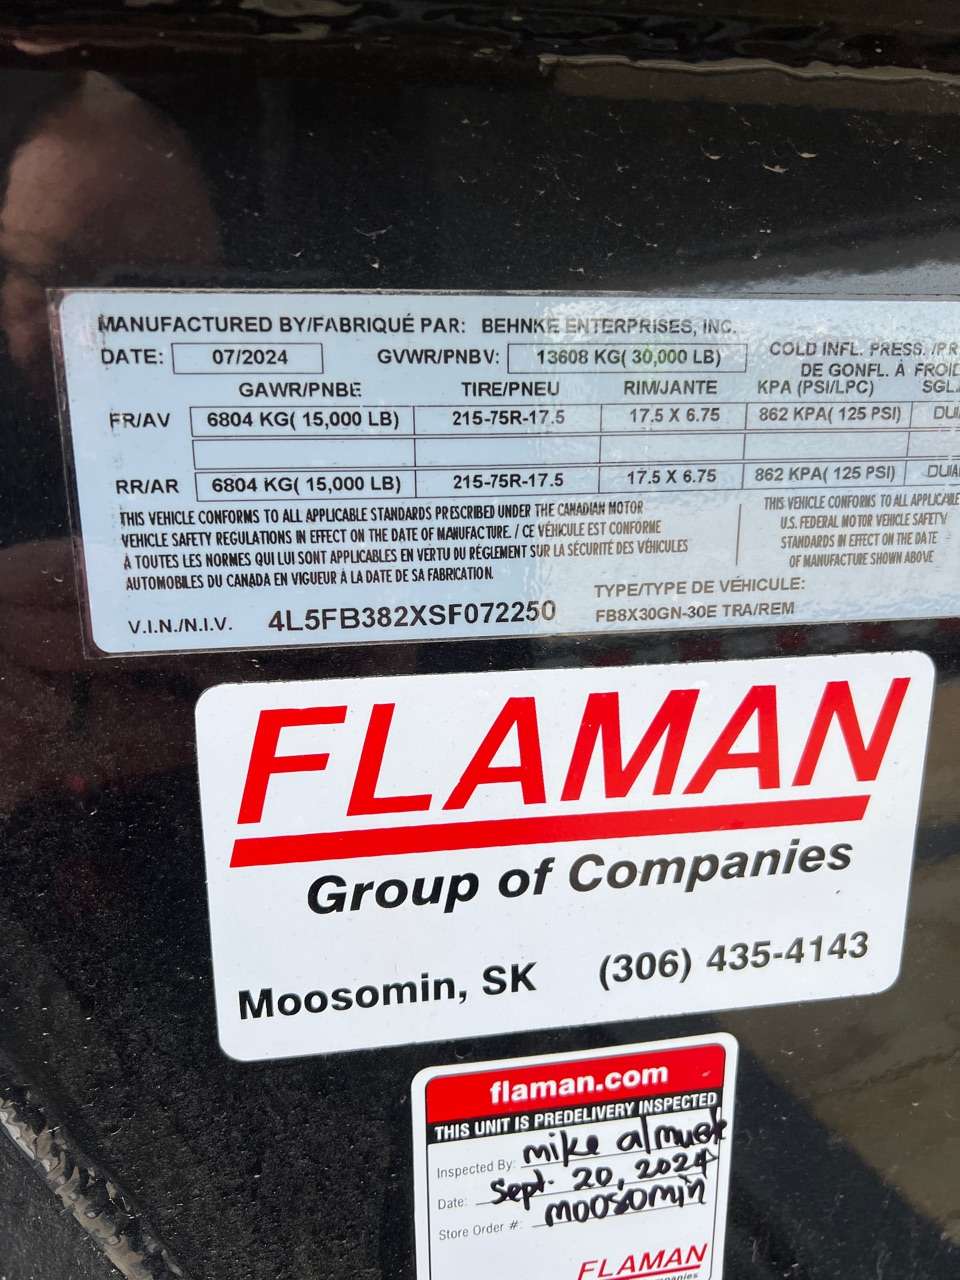 MANUFACTURED BY/FABRIQUÉ PAR: BEHNKE ENTERPRISES, INC.
DATE: 07/2024 GVWR/PNBV: 13608 KG( 30,000 LB) COLD INFL. PRESS.
DE GONFL. À FROID
GAWR/PNBE TIRE/PNEU RIM/JANTE KPA (PSI/LPC)
FR/AV 6804 KG( 15,000 LB) 215-75R-17.5 17.5 X 6.75 862 KPA( 125 PSI)
RR/AR 6804 KG( 15,000 LB) 215-75R-17.5 17.5 X 6.75 862 KPA( 125 PSI)
THIS VEHICLE CONFORMS TO ALL APPLICABLE STANDARDS PRESCRIBED UNDER THE CANADIAN MOTOR
VEHICLE SAFETY REGULATIONS IN EFFECT ON THE DATE OF MANUFACTURE. / CE VÉHICULE EST CONFORME
À TOUTES LES NORMES QUI LUI SONT APPLICABLES EN VERTU DU RÈGLEMENT SUR LA SÉCURITÉ DES VÉHICULES
AUTOMOBILES DU CANADA EN VIGUEUR À LA DATE DE SA FABRICATION.
THIS VEHICLE CONFORMS TO ALL APPLICABLE
U.S. FEDERAL MOTOR VEHICLE SAFETY
STANDARDS IN EFFECT ON THE DATE
OF MANUFACTURE SHOWN ABOVE
TYPE/TYPE DE VÉHICULE:
V.I.N./N.I.V. 4L5FB382XSF072250 FB8X30GN-30E TRA/REM
FLAMAN
Group of Companies
Moosomin, SK (306) 435-4143
flaman.com
THIS UNIT IS PREDELIVERY INSPECTED
Inspected By: mike
Date: Sept. 20, 2024
Store Order #: moosomin
FLAMAN